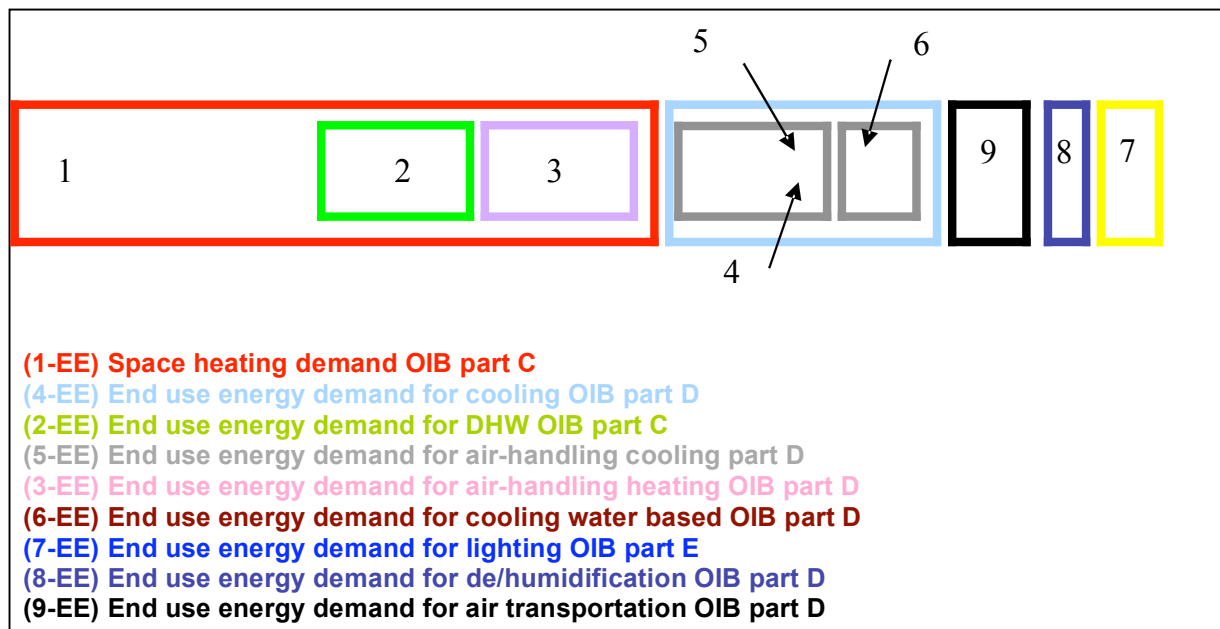 5
6
1
2
3
9
8
7
4
(1-EE) Space heating demand OIB part C
(4-EE) End use energy demand for cooling OIB part D
(2-EE) End use energy demand for DHW OIB part C
(5-EE) End use energy demand for air-handling cooling part D
(3-EE) End use energy demand for air-handling heating OIB part D
(6-EE) End use energy demand for cooling water based OIB part D
(7-EE) End use energy demand for lighting OIB part E
(8-EE) End use energy demand for de/humidification OIB part D
(9-EE) End use energy demand for air transportation OIB part D